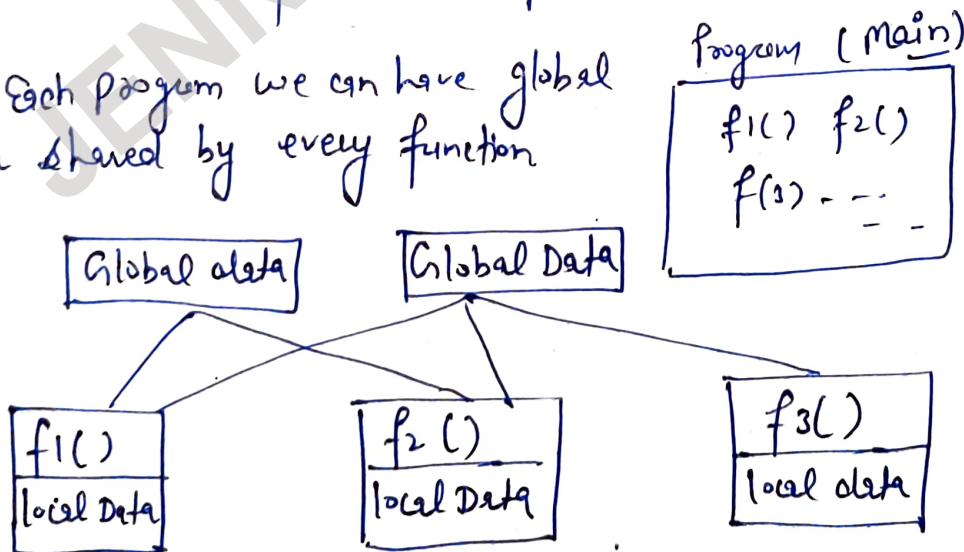 Program (Main)
Each program we can have global
shared by every function
f1() f2()
f(3) - - - -
Global data
Global Data
f1()
local Data
f2 ()
local Data
f3()
local data